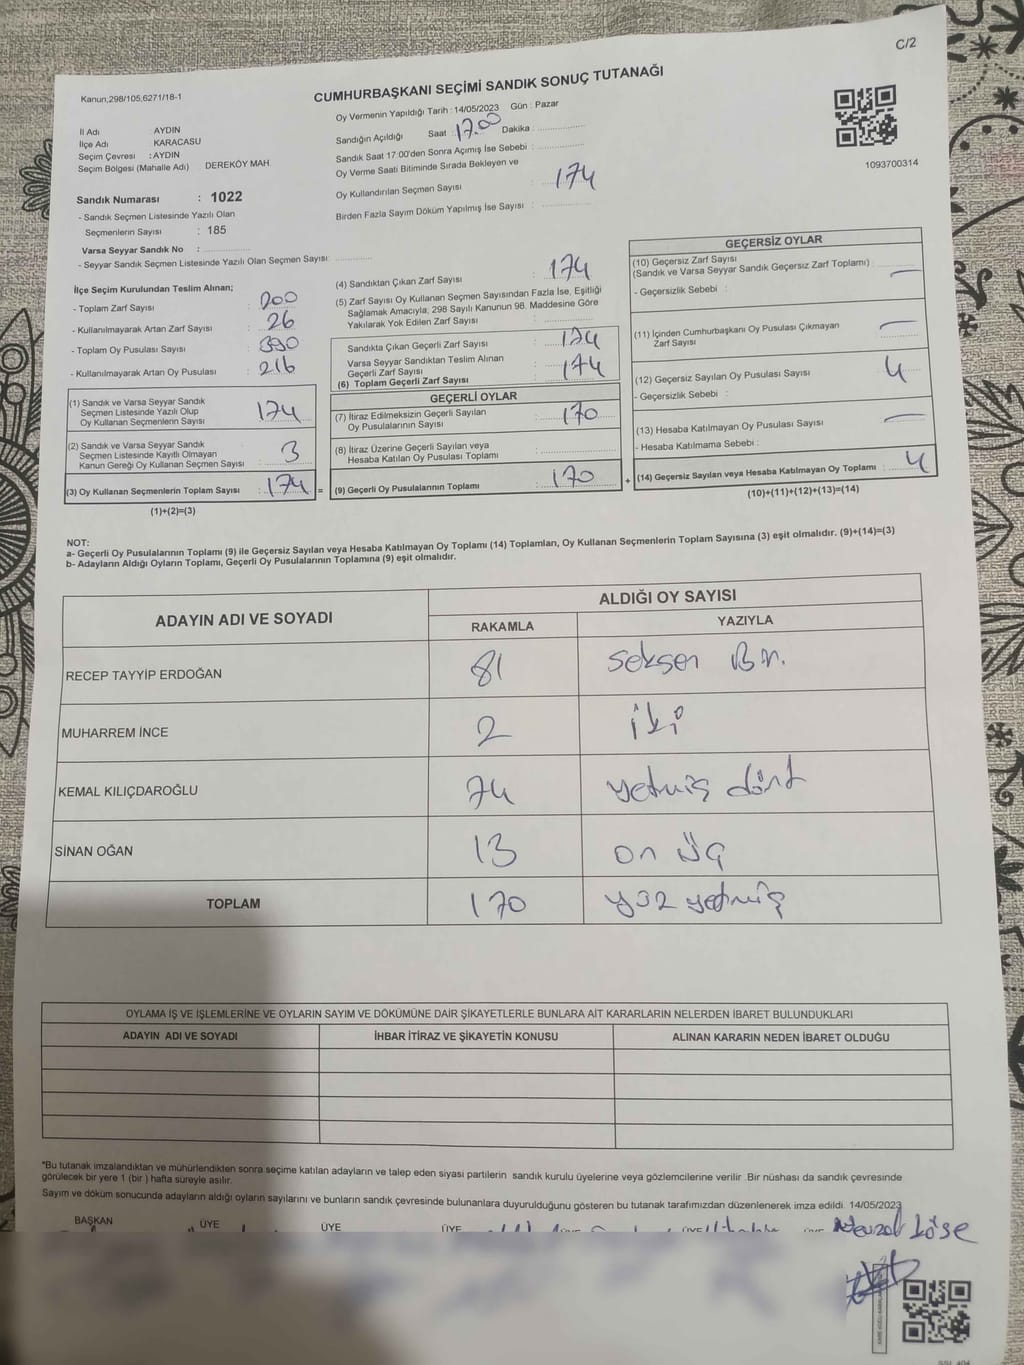 C/2
Kanun,298/105,6271/18-1
CUMHURBAŞKANI SEÇİMİ SANDIK SONUÇ TUTANAĞI
Oy Vermenin Yapıldığı Tarih : 14/05/2023 Gün : Pazar
İl Adı AYDIN
İlçe Adı KARACASU
Seçim Çevresi : AYDIN
Seçim Bölgesi (Mahalle Adı) DEREKÖY MAH.
Sandığın Açıldığı Saat : 17.00 Dakika :
Sandık Saat 17 00'den Sonra Açımış İse Sebebi :
Oy Verme Saati Bitiminde Sırada Bekleyen ve
Oy Kullandırılan Seçmen Sayısı : 174
Birden Fazla Sayım Döküm Yapılmış İse Sayısı :
1093700314
Sandık Numarası : 1022
- Sandık Seçmen Listesinde Yazılı Olan
Seçmenlerin Sayısı : 185
Varsa Seyyar Sandık No :
- Seyyar Sandık Seçmen Listesinde Yazılı Olan Seçmen Sayısı:
İlçe Seçim Kurulundan Teslim Alınan;
- Toplam Zarf Sayısı : 200
- Kullanılmayarak Artan Zarf Sayısı : 26
- Toplam Oy Pusulası Sayısı : 390
- Kullanılmayarak Artan Oy Pusulası : 216
(1) Sandık ve Varsa Seyyar Sandık
Seçmen Listesinde Yazılı Olup
Oy Kullanan Seçmenlerin Sayısı : 174
(2) Sandık ve Varsa Seyyar Sandık
Seçmen Listesinde Kayıtlı Olmayan
Kanun Gereği Oy Kullanan Seçmen Sayısı : 3
(3) Oy Kullanan Seçmenlerin Toplam Sayısı : 174 =
(1)+(2)=(3)
(4) Sandıktan Çıkan Zarf Sayısı : 174
(5) Zarf Sayısı Oy Kullanan Seçmen Sayısından Fazla İse, Eşitliği
Sağlamak Amacıyla, 298 Sayılı Kanunun 98. Maddesine Göre
Yakılarak Yok Edilen Zarf Sayısı :
Sandıkta Çıkan Geçerli Zarf Sayısı : 174
Varsa Seyyar Sandıktan Teslim Alınan
Geçerli Zarf Sayısı : 174
(6) Toplam Geçerli Zarf Sayısı
GEÇERLİ OYLAR
(7) İtiraz Edilmeksizin Geçerli Sayılan
Oy Pusulalarının Sayısı : 170
(8) İtiraz Üzerine Geçerli Sayılan veya
Hesaba Katılan Oy Pusulası Toplamı :
(9) Geçerli Oy Pusulalarının Toplamı : 170 +
GEÇERSİZ OYLAR
(10) Geçersiz Zarf Sayısı
(Sandık ve Varsa Seyyar Sandık Geçersiz Zarf Toplamı) : —
- Geçersizlik Sebebi :
(11) İçinden Cumhurbaşkanı Oy Pusulası Çıkmayan
Zarf Sayısı : —
(12) Geçersiz Sayılan Oy Pusulası Sayısı : 4
- Geçersizlik Sebebi :
(13) Hesaba Katılmayan Oy Pusulası Sayısı : —
- Hesaba Katılmama Sebebi :
(14) Geçersiz Sayılan veya Hesaba Katılmayan Oy Toplamı : 4
(10)+(11)+(12)+(13)=(14)
NOT:
a- Geçerli Oy Pusulalarının Toplamı (9) ile Geçersiz Sayılan veya Hesaba Katılmayan Oy Toplamı (14) Toplamları, Oy Kullanan Seçmenlerin Toplam Sayısına (3) eşit olmalıdır. (9)+(14)=(3)
b- Adayların Aldığı Oyların Toplamı, Geçerli Oy Pusulalarının Toplamına (9) eşit olmalıdır.
ADAYIN ADI VE SOYADI ALDIĞI OY SAYISI
RAKAMLA YAZIYLA
RECEP TAYYİP ERDOĞAN 81 seksen Bir.
MUHARREM İNCE 2 iki
KEMAL KILIÇDAROĞLU 74 yetmiş dört
SİNAN OĞAN 13 on üç
TOPLAM 170 yüz yetmiş
OYLAMA İŞ VE İŞLEMLERİNE VE OYLARIN SAYIM VE DÖKÜMÜNE DAİR ŞİKAYETLERLE BUNLARA AİT KARARLARIN NELERDEN İBARET BULUNDUKLARI
ADAYIN ADI VE SOYADI İHBAR İTİRAZ VE ŞİKAYETİN KONUSU ALINAN KARARIN NEDEN İBARET OLDUĞU
"Bu tutanak imzalandıktan ve mühürlendikten sonra seçime katılan adayların ve talep eden siyasi partilerin sandık kurulu üyelerine veya gözlemcilerine verilir .Bir nüshası da sandık çevresinde
görülecek bir yere 1 (bir ) hafta süreyle asılır.
Sayım ve döküm sonucunda adayların aldığı oyların sayılarını ve bunların sandık çevresinde bulunanlara duyurulduğunu gösteren bu tutanak tarafımızdan düzenlenerek imza edildi. 14/05/2023
BAŞKAN ÜYE ÜYE ÜYE ÜYE Köse